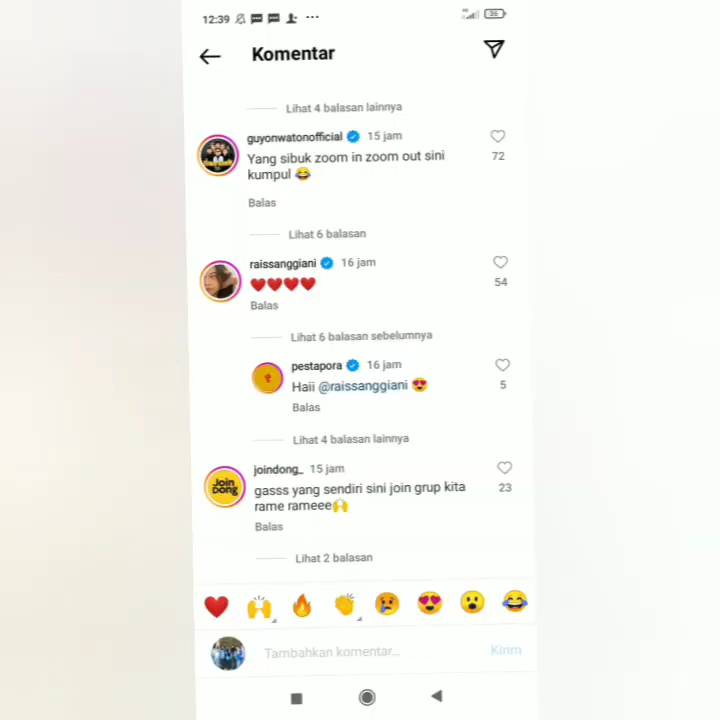 12:39
36
Komentar
Lihat 4 balasan lainnya
guyonwatonofficial 15 jam
Yang sibuk zoom in zoom out sini
kumpul 😂
72
Balas
Lihat 6 balasan
raissanggiani 16 jam
❤️❤️❤️❤️
54
Balas
Lihat 6 balasan sebelumnya
pestapora 16 jam
Haii @raissanggiani 😍
5
Balas
Lihat 4 balasan lainnya
Join
Dong
joindong_ 15 jam
gasss yang sendiri sini join grup kita
rame rameee🙌
23
Balas
Lihat 2 balasan
Tambahkan komentar...
Kirim